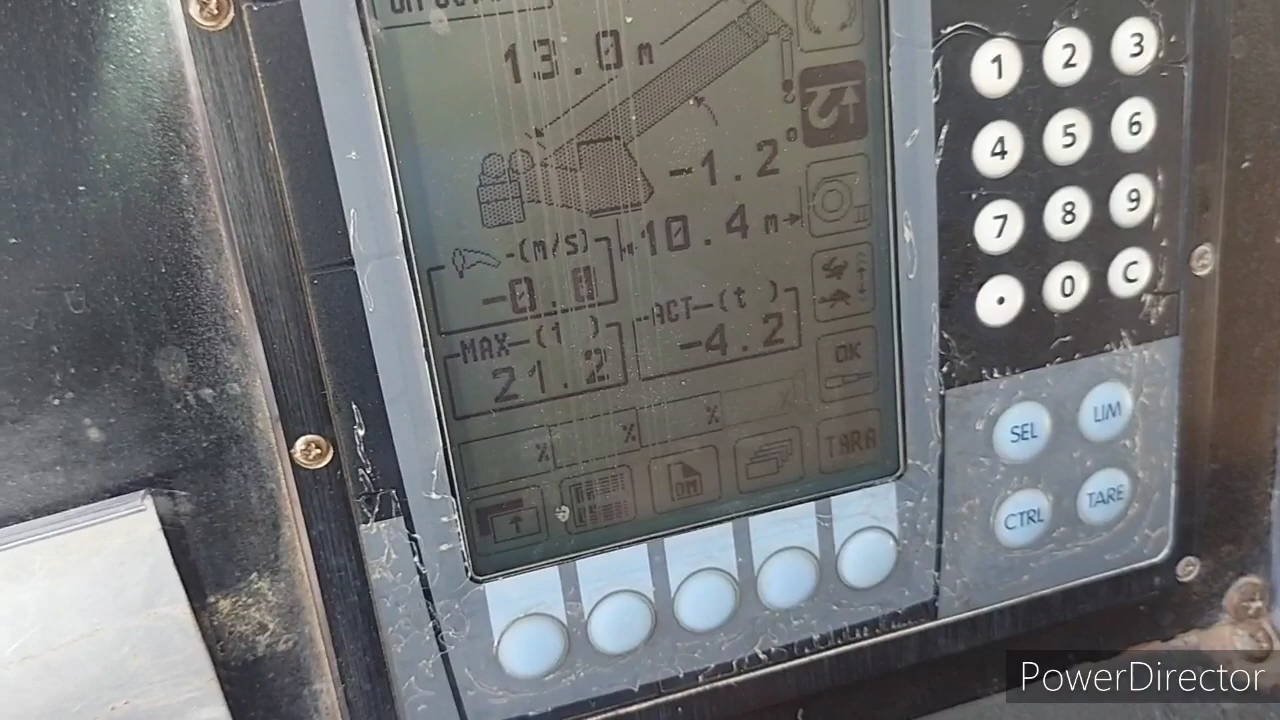 13.0 m
-1.2°
10.4 m
(m/s)
-0.0
MAX (t)
21.2
ACT (t)
-4.2
OK
% % %
DM
TARA
1 2 3
4 5 6
7 8 9
. 0 C
SEL LIM
CTRL TARE
PowerDirector